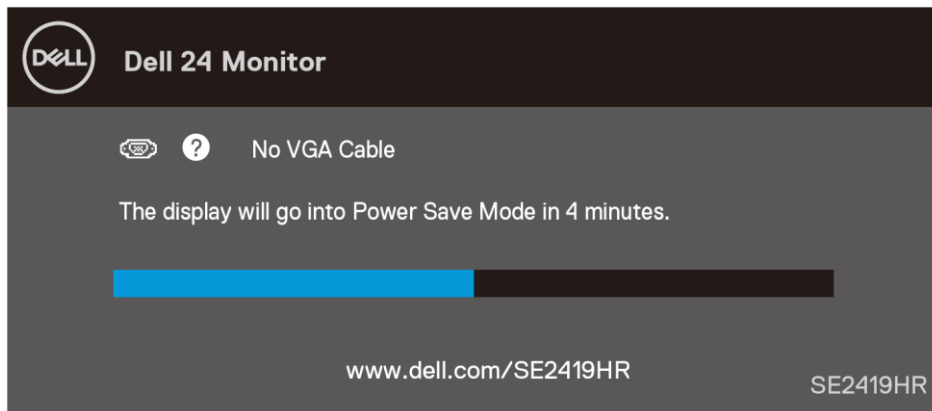 DELL
Dell 24 Monitor
? No VGA Cable
The display will go into Power Save Mode in 4 minutes.
www.dell.com/SE2419HR
SE2419HR